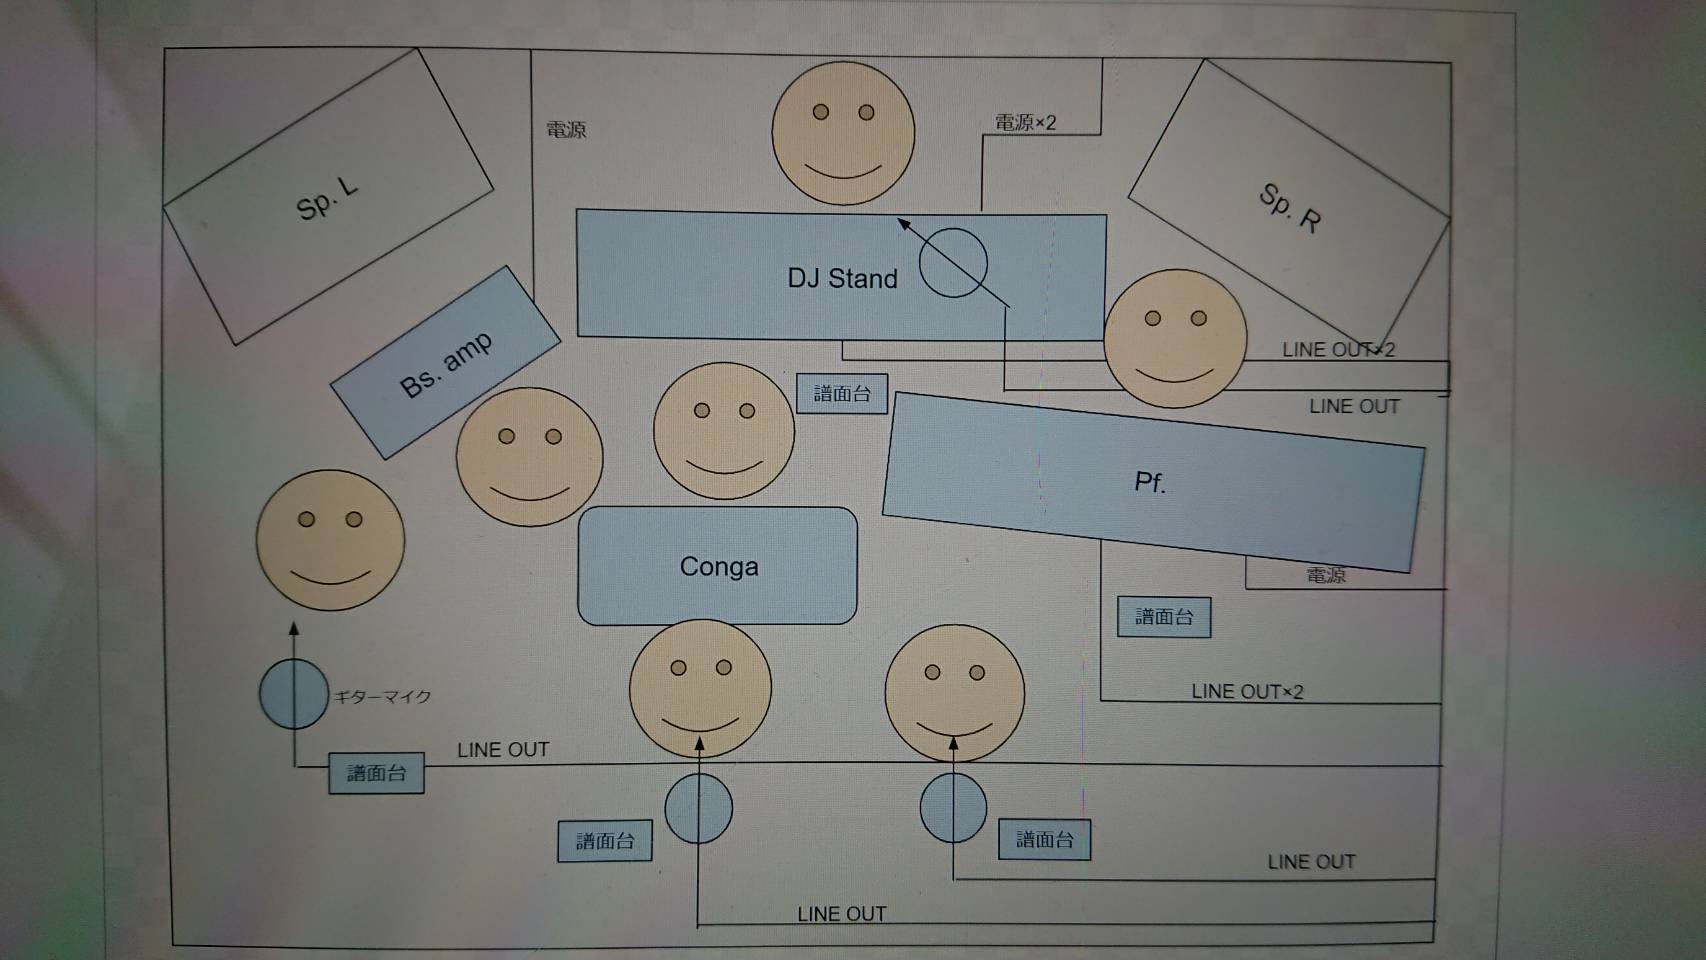 電源
電源×2
Sp. L
Sp. R
DJ Stand
Bs. amp
LINE OUT×2
譜面台
LINE OUT
Pf.
Conga
電源
譜面台
ギターマイク
LINE OUT×2
LINE OUT
譜面台
譜面台
譜面台
LINE OUT
LINE OUT